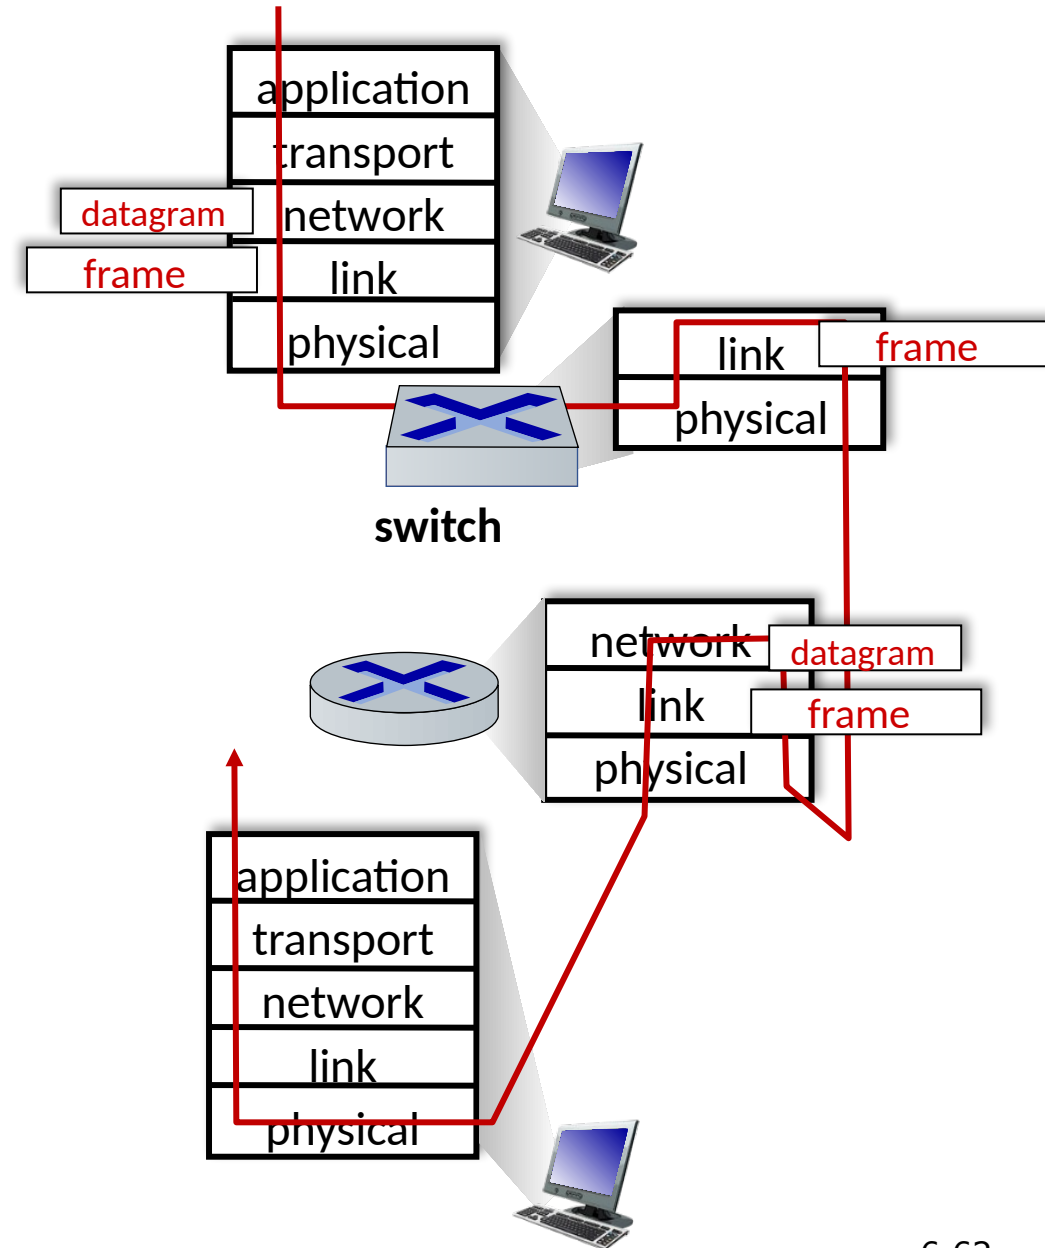 application
transport
datagram
network
frame
link
physical
link
frame
physical
switch
network
datagram
link
frame
physical
application
transport
network
link
physical